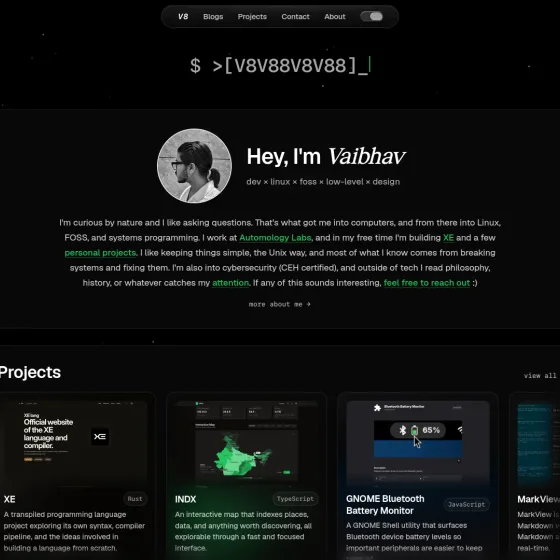 V8 Blogs Projects Contact About
$ >[V8V88V8V88]_
Hey, I'm Vaibhav
dev × linux × foss × low-level × design
I'm curious by nature and I like asking questions. That's what got me into computers, and from there into Linux,
FOSS, and systems programming. I work at Automology Labs, and in my free time I'm building XE and a few
personal projects. I like keeping things simple, the Unix way, and most of what I know comes from breaking
systems and fixing them. I'm also into cybersecurity (CEH certified), and outside of tech I read philosophy,
history, or whatever catches my attention. If any of this sounds interesting, feel free to reach out :)
more about me →
Projects
view all
XE lang
Official website
of the XE
language and
compiler.
XE
Bluetooth Battery Monitor
65%
XE
Rust
A transpiled programming language
project exploring its own syntax, compiler
pipeline, and the ideas involved in
building a language from scratch.
INDX
TypeScript
An interactive map that indexes places,
data, and anything worth discovering, all
explorable through a fast and focused
interface.
GNOME Bluetooth
Battery Monitor
JavaScript
A GNOME Shell utility that surfaces
Bluetooth device battery levels so
important peripherals are easier to keep
MarkView
MarkView is
Markdown
Markdown
real-time